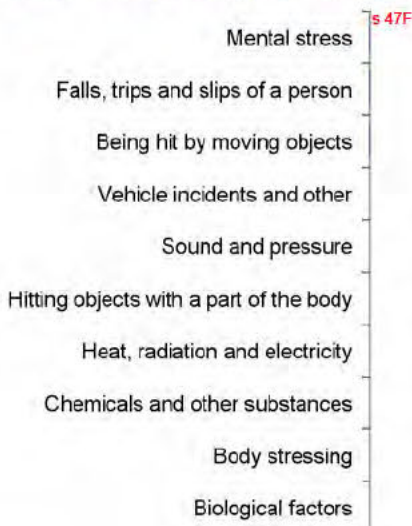 s 47F
Mental stress
Falls, trips and slips of a person
Being hit by moving objects
Vehicle incidents and other
Sound and pressure
Hitting objects with a part of the body
Heat, radiation and electricity
Chemicals and other substances
Body stressing
Biological factors